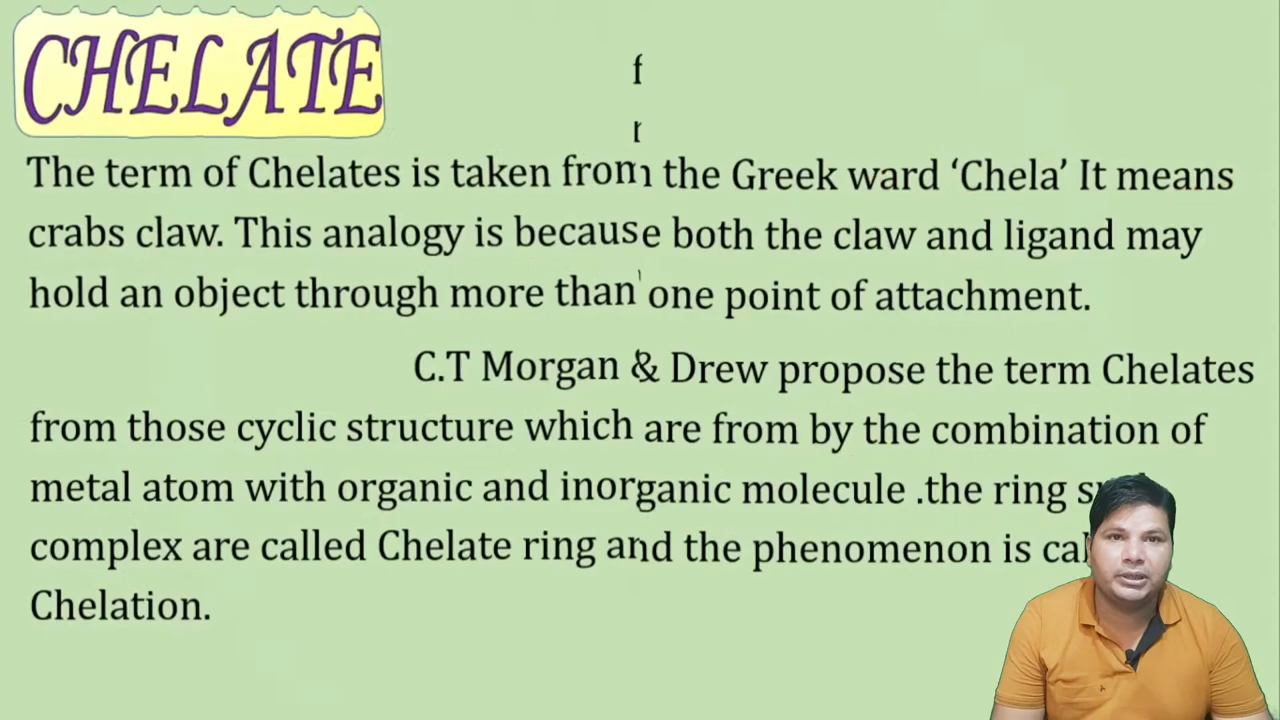 CHELATE
f
r
The term of Chelates is taken from the Greek ward ‘Chela’ It means
crabs claw. This analogy is because both the claw and ligand may
hold an object through more than one point of attachment.
C.T Morgan & Drew propose the term Chelates
from those cyclic structure which are from by the combination of
metal atom with organic and inorganic molecule .the ring
complex are called Chelate ring and the phenomenon is
Chelation.